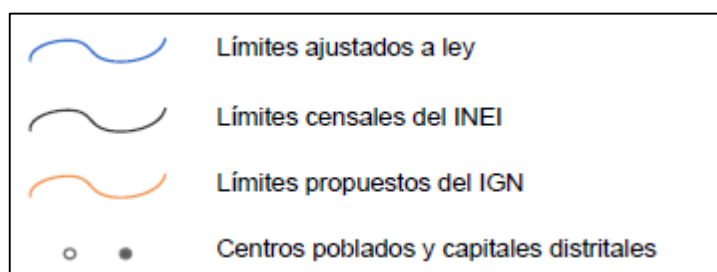 Límites ajustados a ley
Límites censales del INEI
Límites propuestos del IGN
Centros poblados y capitales distritales